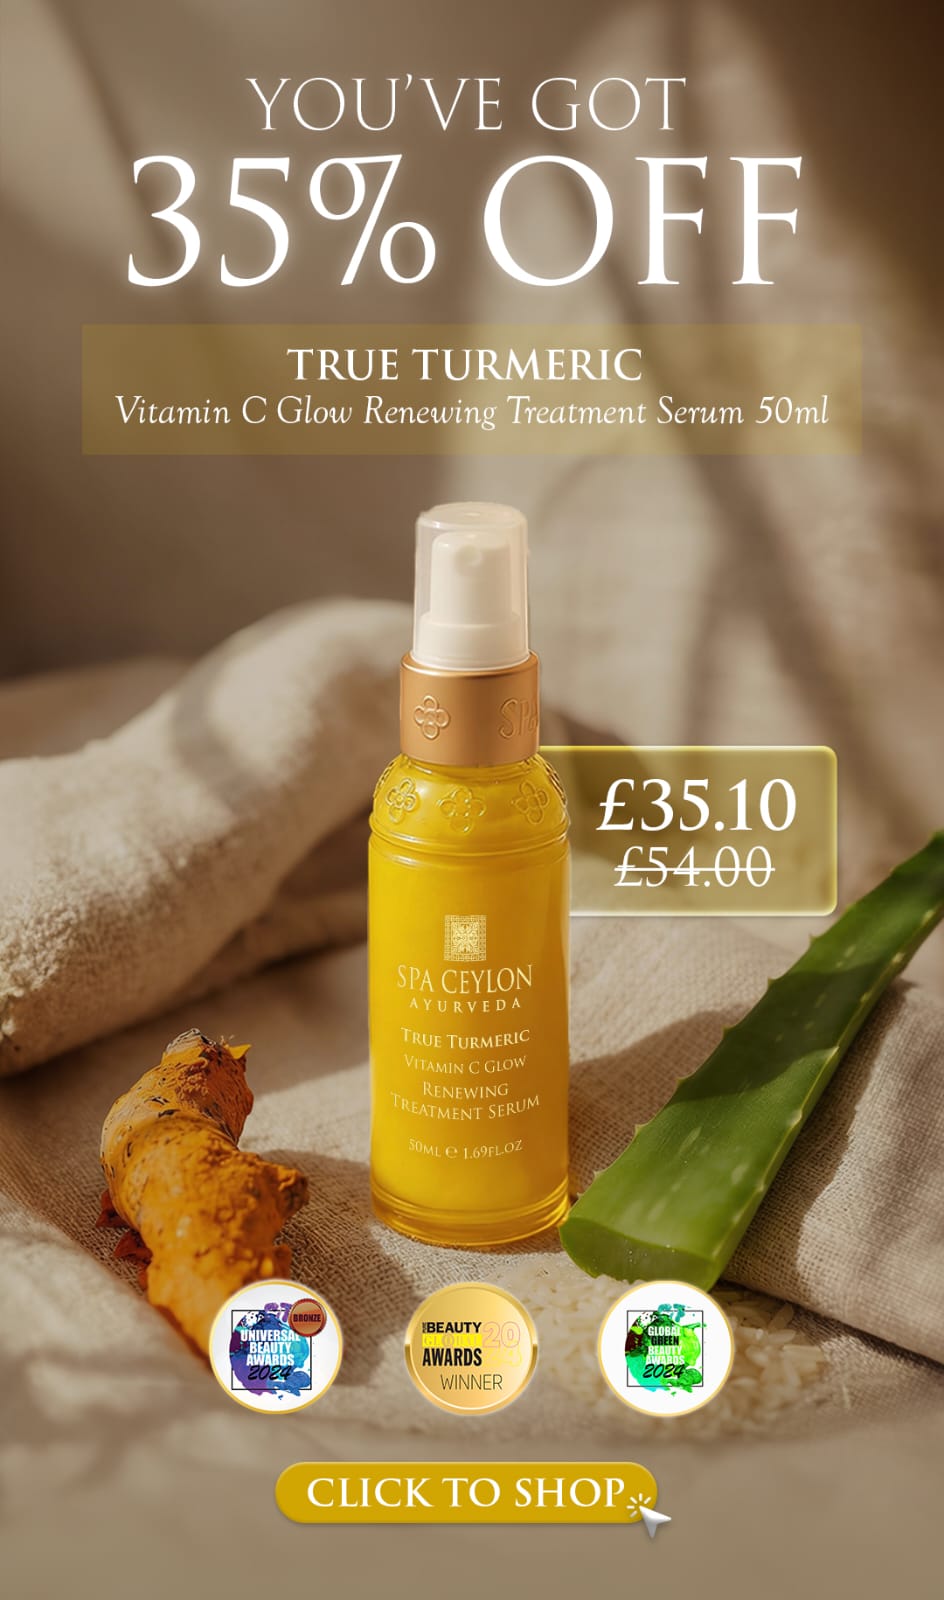 YOU'VE GOT
35% OFF
TRUE TURMERIC
Vitamin C Glow Renewing Treatment Serum 50ml
SPA
£35.10
£54.00
SPA CEYLON
AYURVEDA
TRUE TURMERIC
VITAMIN C GLOW
RENEWING
TREATMENT SERUM
50ML ℮ 1.69FL.OZ
BRONZE
UNIVERSAL
BEAUTY
AWARDS
2024
BEAUTY
AWARDS
WINNER
GLOBAL
GREEN
BEAUTY
AWARDS
2024
CLICK TO SHOP